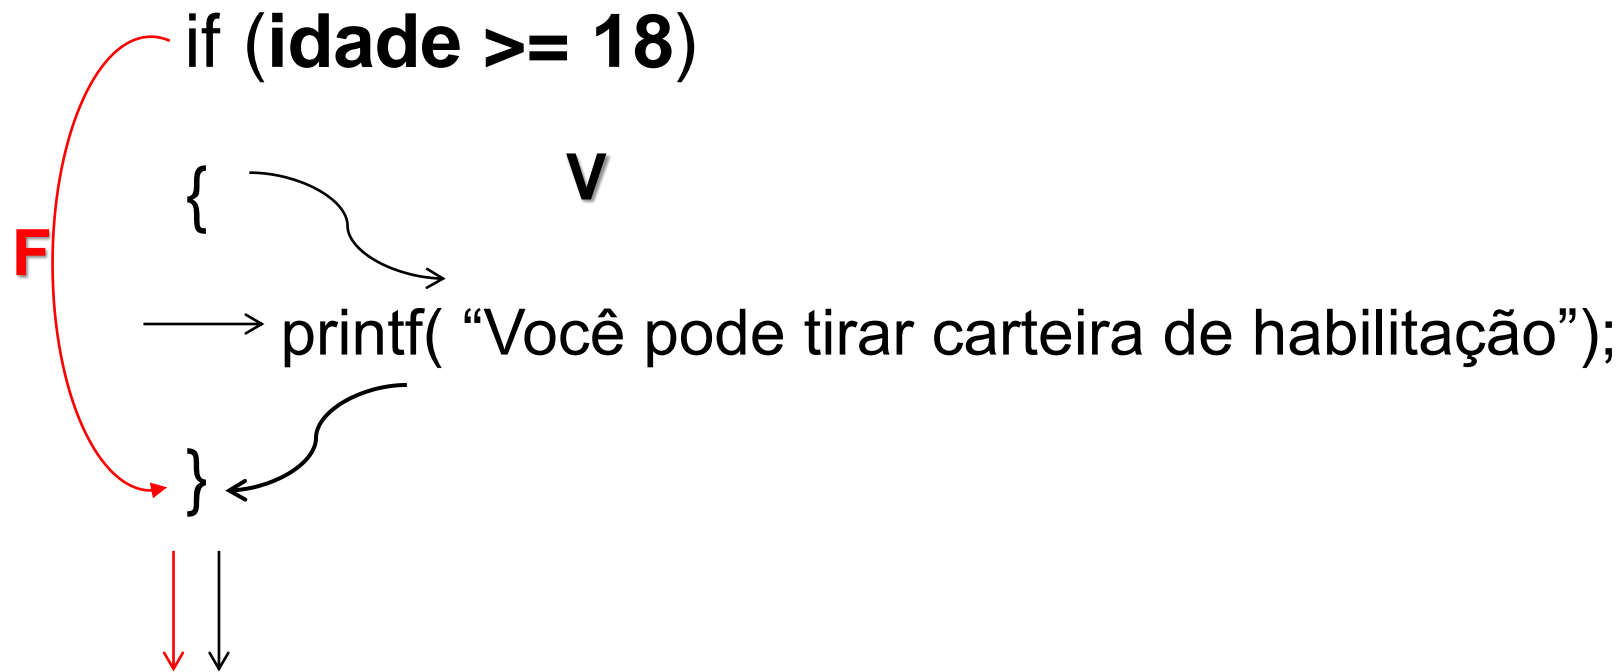 if (idade >= 18)
{
V
F
printf( “Você pode tirar carteira de habilitação”);
}